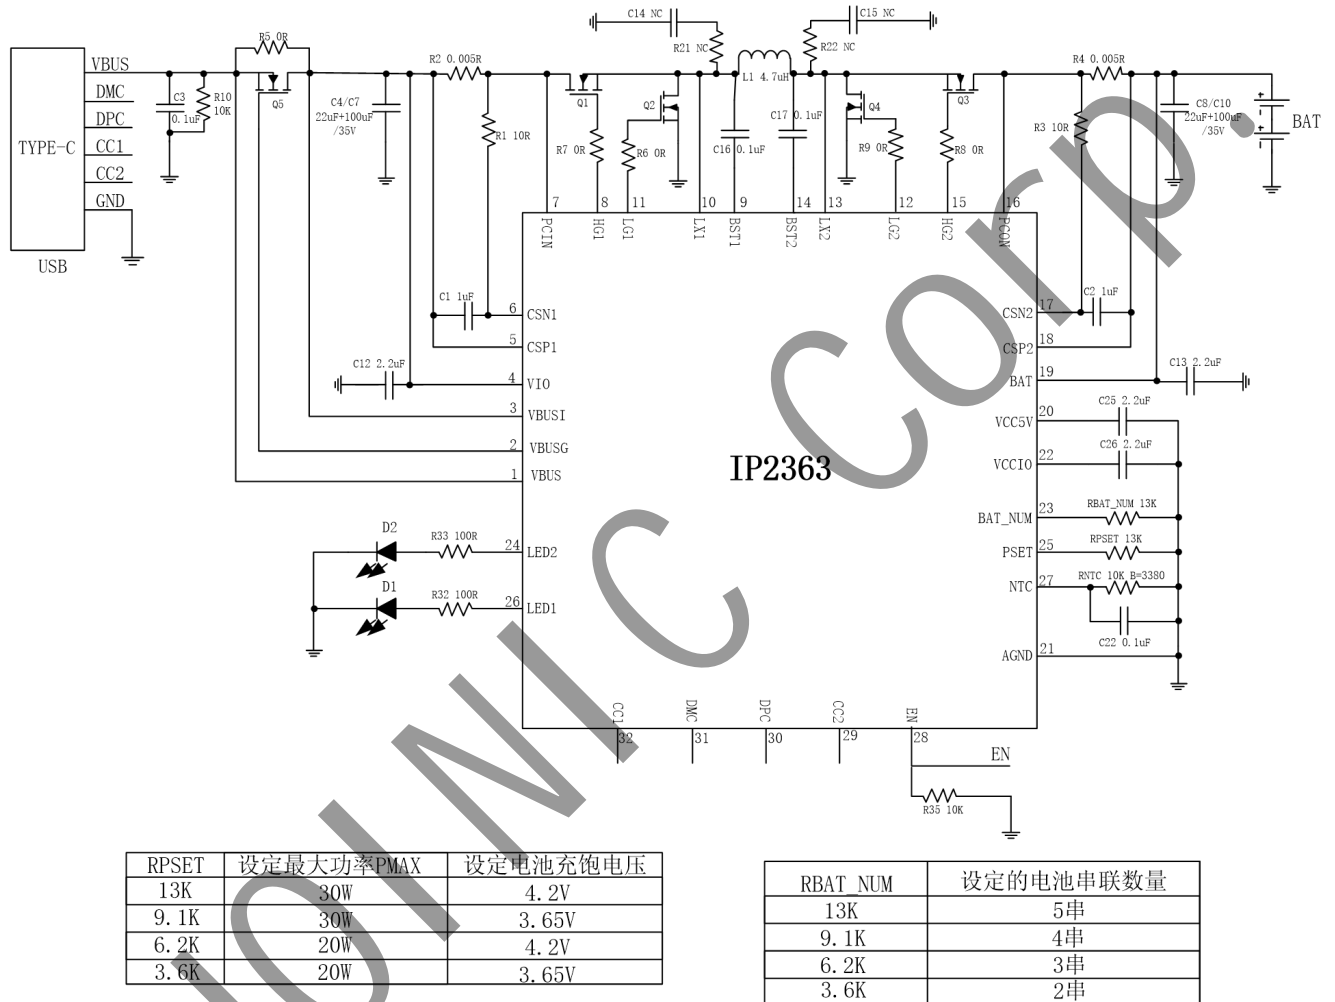 C14 NC
C15 NC
R5 0R
R21 NC
R22 NC
VBUS
R2 0.005R
L1 4.7uH
R4 0.005R
DMC
DPC
CC1
CC2
GND
TYPE-C
USB
C3
0.1uF
R10
10K
Q5
C4/C7
22uF+100uF
/35V
R1 10R
Q1
Q2
R7 0R
R6 0R
C16 0.1uF
C17 0.1uF
Q4
R9 0R
Q3
R8 0R
R3 10R
C8/C10
22uF+100uF
/35V
BAT
7 8 11 10 9 14 13 12 15 16
PCIN HG1 LG1 LX1 BST1 BST2 LX2 LG2 HG2 PCON
C1 1uF
6 CSN1
5 CSP1
C12 2.2uF
4 VIO
3 VBUSI
2 VBUSG
1 VBUS
C2 1uF
CSN2 17
CSP2 18
BAT 19
C13 2.2uF
VCC5V 20
C25 2.2uF
VCCIO 22
C26 2.2uF
IP2363
BAT_NUM 23
RBAT_NUM 13K
PSET 25
RPSET 13K
NTC 27
RNTC 10K B=3380
C22 0.1uF
AGND 21
D2
R33 100R
24 LED2
D1
R32 100R
26 LED1
CC1 DMC DPC CC2 EN
32 31 30 29 28
EN
R35 10K
RPSET 设定最大功率PMAX 设定电池充饱电压
13K 30W 4.2V
9.1K 30W 3.65V
6.2K 20W 4.2V
3.6K 20W 3.65V
RBAT_NUM 设定的电池串联数量
13K 5串
9.1K 4串
6.2K 3串
3.6K 2串
Corp.